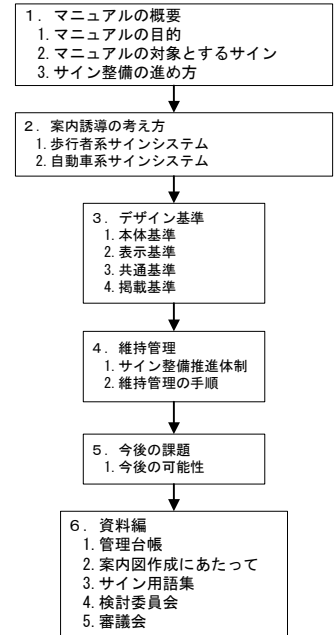 １．マニュアルの概要
1. マニュアルの目的
2. マニュアルの対象とするサイン
3. サイン整備の進め方
２．案内誘導の考え方
1. 歩行者系サインシステム
2. 自動車系サインシステム
３．デザイン基準
1. 本体基準
2. 表示基準
3. 共通基準
4. 掲載基準
４．維持管理
1. サイン整備推進体制
2. 維持管理の手順
５．今後の課題
1. 今後の可能性
６．資料編
1. 管理台帳
2. 案内図作成にあたって
3. サイン用語集
4. 検討委員会
5. 審議会